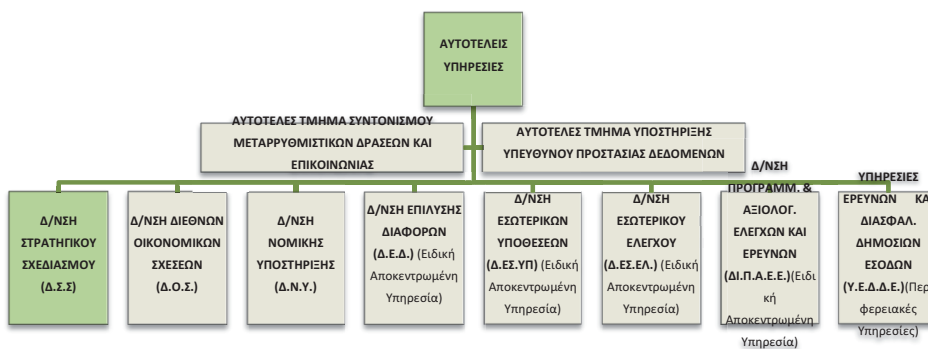 ΑΥΤΟΤΕΛΕΙΣ
ΥΠΗΡΕΣΙΕΣ
ΑΥΤΟΤΕΛΕΣ ΤΜΗΜΑ ΣΥΝΤΟΝΙΣΜΟΥ
ΜΕΤΑΡΡΥΘΜΙΣΤΙΚΩΝ ΔΡΑΣΕΩΝ ΚΑΙ
ΕΠΙΚΟΙΝΩΝΙΑΣ
ΑΥΤΟΤΕΛΕΣ ΤΜΗΜΑ ΥΠΟΣΤΗΡΙΞΗΣ
ΥΠΕΥΘΥΝΟΥ ΠΡΟΣΤΑΣΙΑΣ ΔΕΔΟΜΕΝΩΝ
Δ/ΝΣΗ
ΣΤΡΑΤΗΓΙΚΟΥ
ΣΧΕΔΙΑΣΜΟΥ
(Δ.Σ.Σ)
Δ/ΝΣΗ ΔΙΕΘΝΩΝ
ΟΙΚΟΝΟΜΙΚΩΝ
ΣΧΕΣΕΩΝ
(Δ.Ο.Σ.)
Δ/ΝΣΗ
ΝΟΜΙΚΗΣ
ΥΠΟΣΤΗΡΙΞΗΣ
(Δ.Ν.Υ.)
Δ/ΝΣΗ ΕΠΙΛΥΣΗΣ
ΔΙΑΦΟΡΩΝ
(Δ.Ε.Δ.) (Ειδική
Αποκεντρωμένη
Υπηρεσία)
Δ/ΝΣΗ
ΕΣΩΤΕΡΙΚΩΝ
ΥΠΟΘΕΣΕΩΝ
(Δ.ΕΣ.ΥΠ) (Ειδική
Αποκεντρωμένη
Υπηρεσία)
Δ/ΝΣΗ
ΕΣΩΤΕΡΙΚΟΥ
ΕΛΕΓΧΟΥ
(Δ.ΕΣ.ΕΛ.) (Ειδική
Αποκεντρωμένη
Υπηρεσία)
Δ/ΝΣΗ
ΠΡΟΓΡΑΜΜ. &
ΑΞΙΟΛΟΓ.
ΕΛΕΓΧΩΝ ΚΑΙ
ΕΡΕΥΝΩΝ
(ΔΙ.Π.Α.Ε.Ε.)(Ειδι
κή
Αποκεντρωμένη
Υπηρεσία)
ΥΠΗΡΕΣΙΕΣ
ΕΡΕΥΝΩΝ ΚΑ
ΔΙΑΣΦΑΛ.
ΔΗΜΟΣΙΩΝ
ΕΣΟΔΩΝ
(Υ.Ε.Δ.Δ.Ε.)(Περ
φερειακές
Υπηρεσίες)